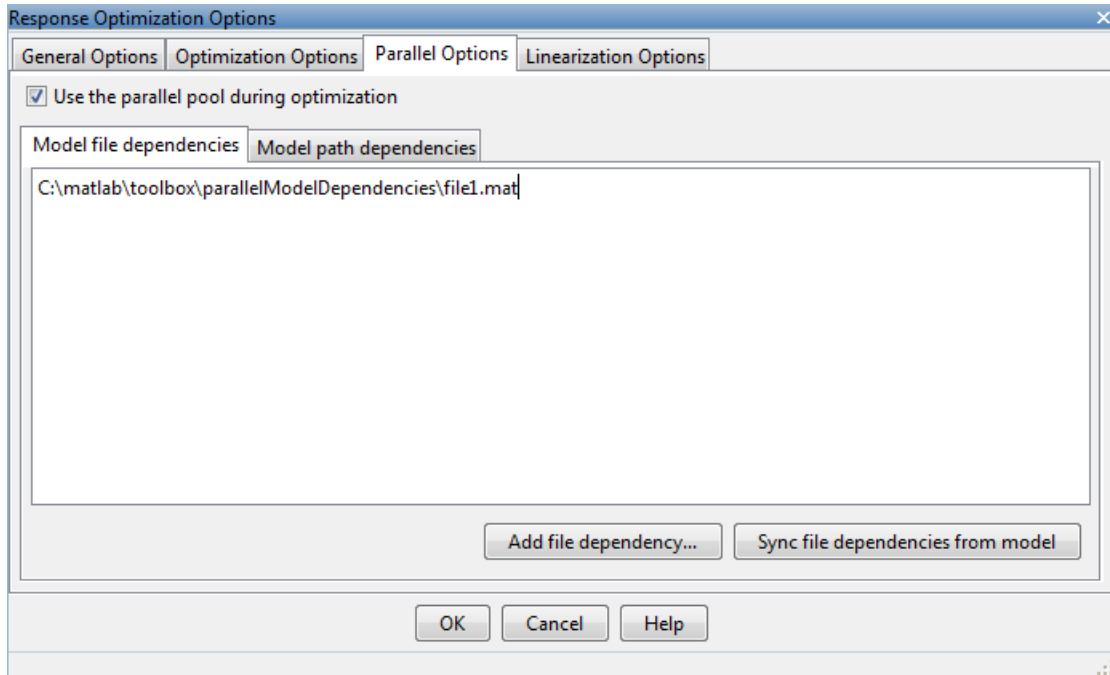 Response Optimization Options
General Options Optimization Options Parallel Options Linearization Options
Use the parallel pool during optimization
Model file dependencies Model path dependencies
C:\matlab\toolbox\parallelModelDependencies\file1.mat
Add file dependency... Sync file dependencies from model
OK Cancel Help